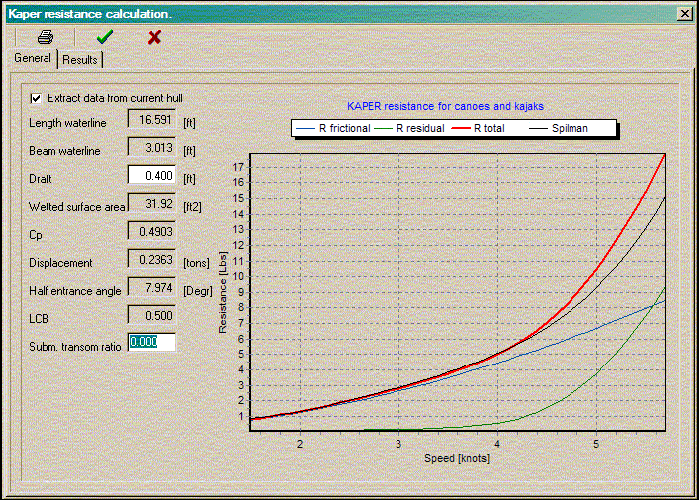 Kaper resistance calculation.
General
Results
Extract data from current hull
Length waterline 16.591 [ft]
Beam waterline 3.013 [ft]
Draft 0.400 [ft]
Wetted surface area 31.92 [ft2]
Cp 0.4903
Displacement 0.2363 [tons]
Half entrance angle 7.974 [Degr]
LCB 0.500
Subm. transom ratio 0.000
KAPER resistance for canoes and kajaks
R frictional R residual R total Spilman
Resistance [Lbs]
17
16
15
14
13
12
11
10
9
8
7
6
5
4
3
2
1
2 3 4 5
Speed [knots]